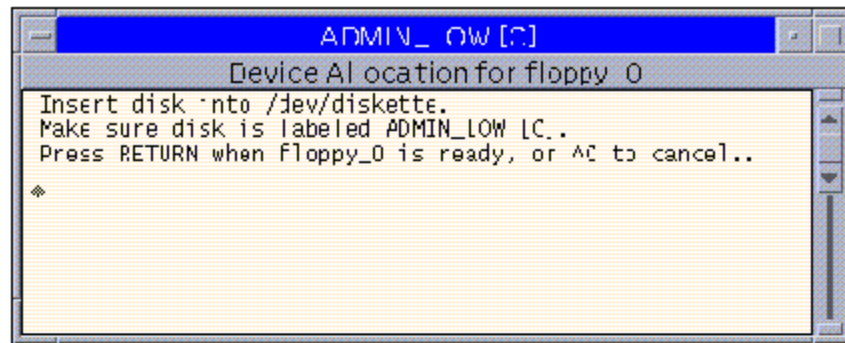 ADMIN_LOW [C]
Device Allocation for floppy_0
Insert disk into /dev/diskette.
Make sure disk is labeled ADMIN_LOW [C].
Press RETURN when floppy_0 is ready, or ^C to cancel..